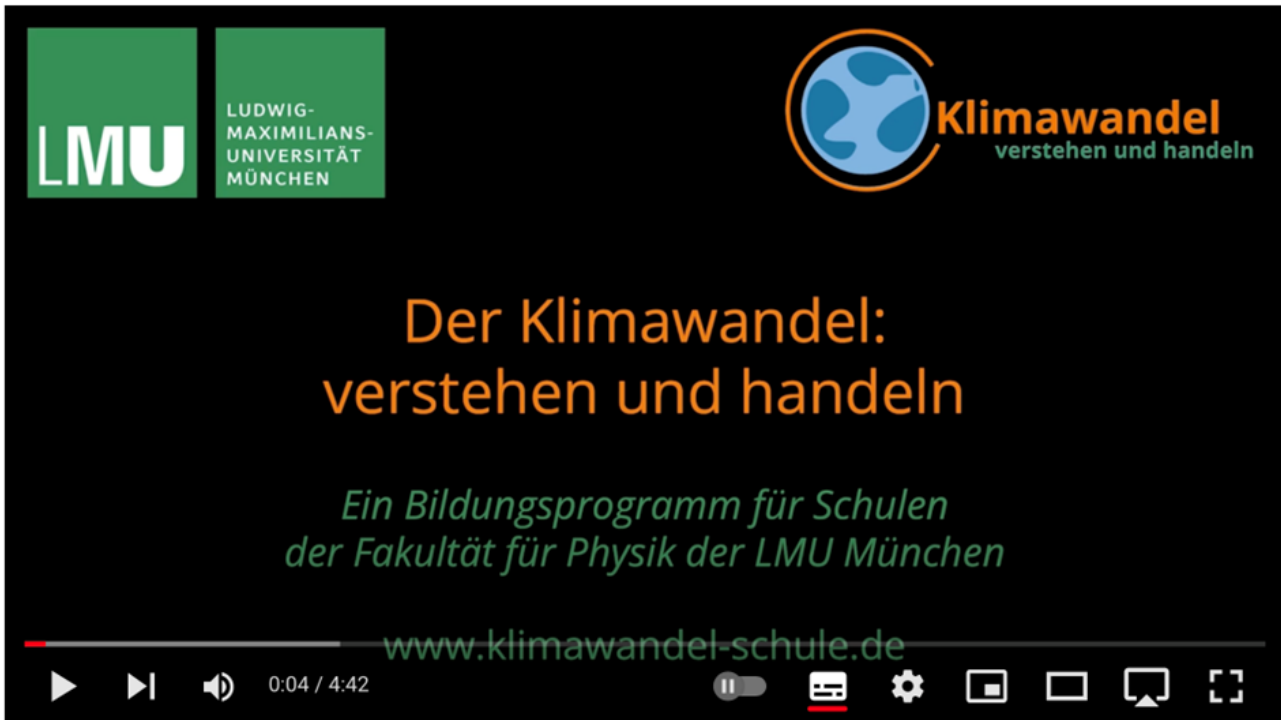 LMU
LUDWIG-
MAXIMILIANS-
UNIVERSITÄT
MÜNCHEN
Klimawandel
verstehen und handeln
Der Klimawandel:
verstehen und handeln
Ein Bildungsprogramm für Schulen
der Fakultät für Physik der LMU München
www.klimawandel-schule.de
0:04 / 4:42